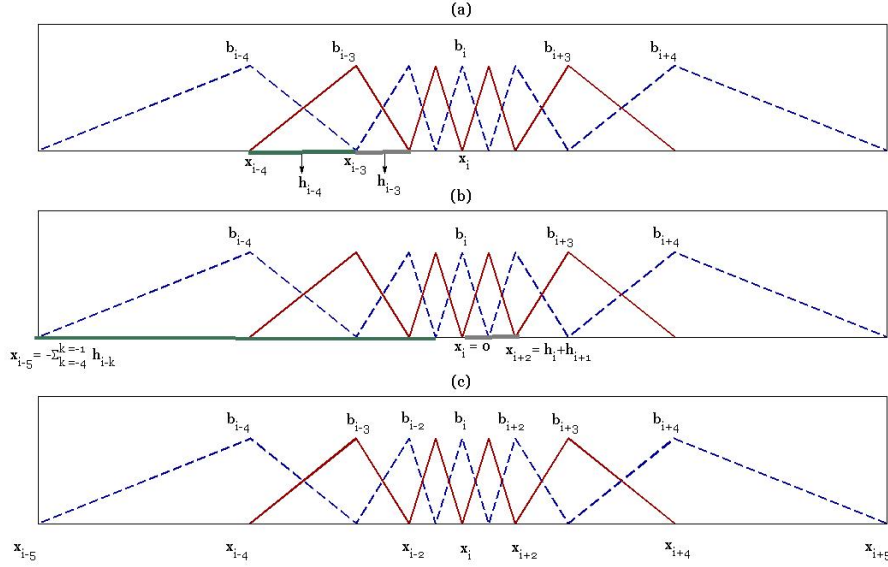 (a)
b_{i-4} b_{i-3} b_i b_{i+3} b_{i+4}
x_{i-4} x_{i-3} x_i
h_{i-4} h_{i-3}
(b)
b_{i-4} b_i b_{i+3} b_{i+4}
x_{i-5} = -Σ_{k=-4}^{k=-1} h_{i-k} x_i = 0 x_{i+2} = h_i + h_{i+1}
(c)
b_{i-4} b_{i-3} b_{i-2} b_i b_{i+2} b_{i+3} b_{i+4}
x_{i-5} x_{i-4} x_{i-2} x_i x_{i+2} x_{i+4} x_{i+5}